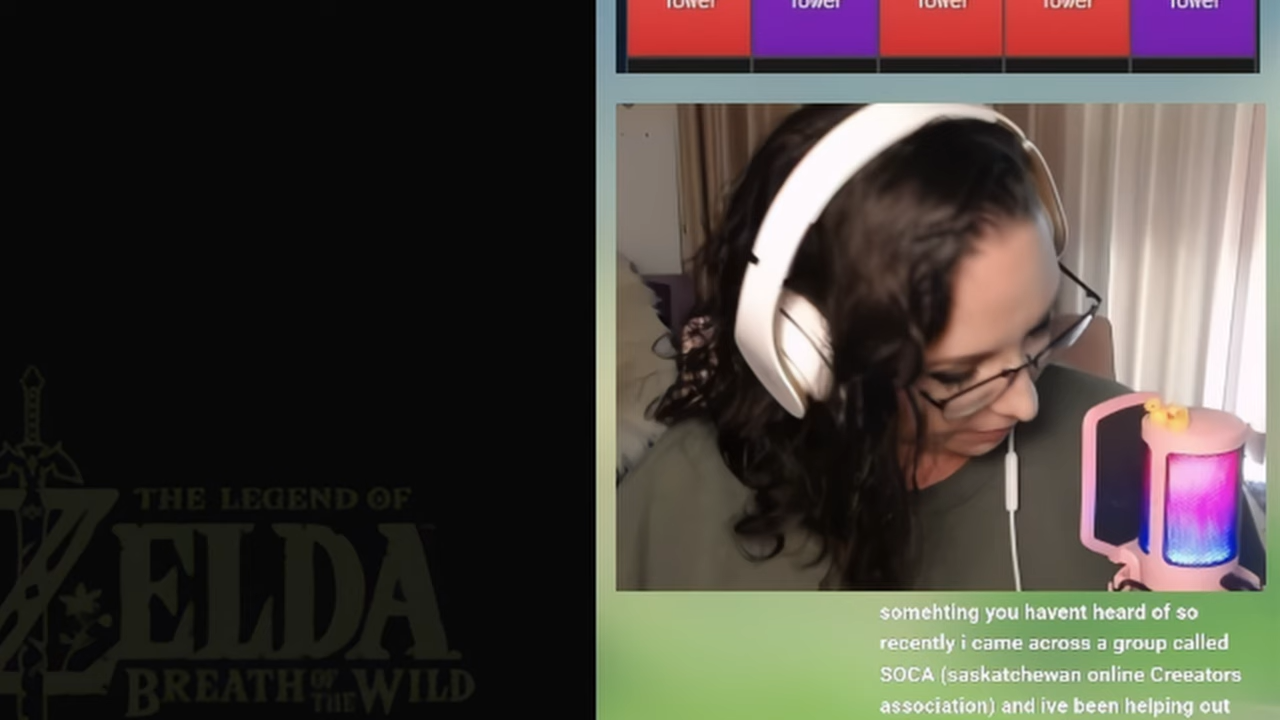 Tower Tower Tower Tower Tower
THE LEGEND OF
ZELDA
BREATH OF THE WILD
somehting you havent heard of so
recently i came across a group called
SOCA (saskatchewan online Creeators
association) and ive been helping out